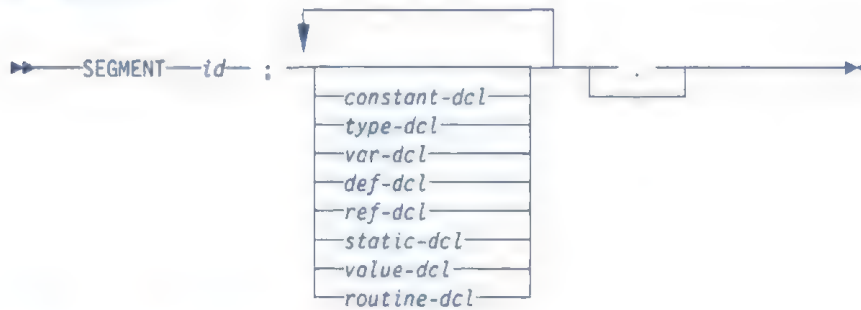 SEGMENT id : .
constant-dcl
type-dcl
var-dcl
def-dcl
ref-dcl
static-dcl
value-dcl
routine-dcl